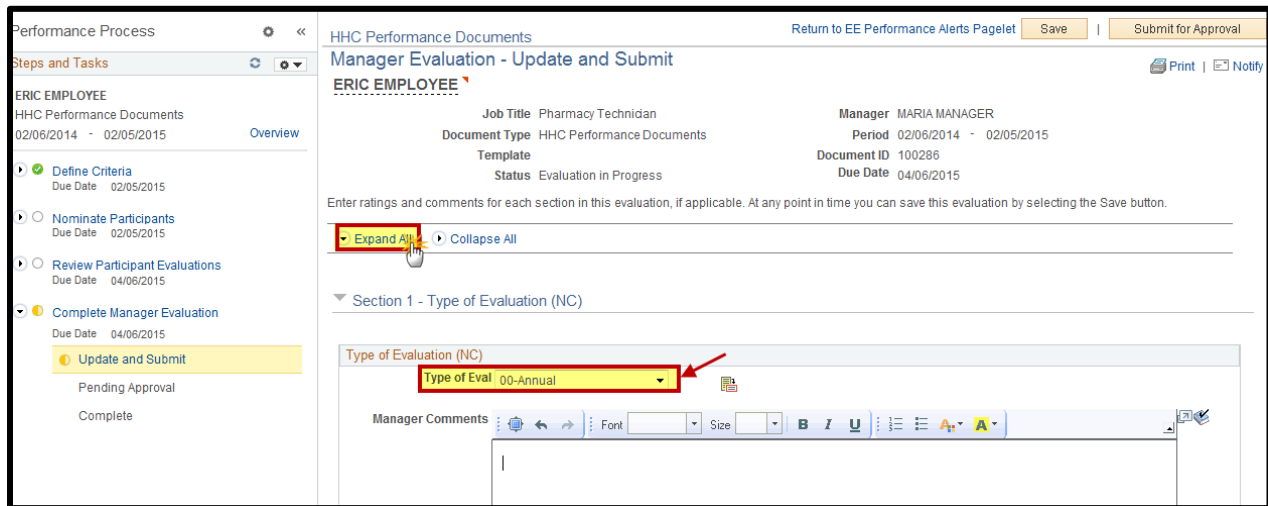 Performance Process
Steps and Tasks
ERIC EMPLOYEE
HHC Performance Documents
02/06/2014 - 02/05/2015 Overview
Define Criteria
Due Date 02/05/2015
Nominate Participants
Due Date 02/05/2015
Review Participant Evaluations
Due Date 04/06/2015
Complete Manager Evaluation
Due Date 04/06/2015
Update and Submit
Pending Approval
Complete
HHC Performance Documents
Return to EE Performance Alerts Pagelet Save | Submit for Approval
Manager Evaluation - Update and Submit
Print | Notify
ERIC EMPLOYEE
Job Title Pharmacy Technician Manager MARIA MANAGER
Document Type HHC Performance Documents Period 02/06/2014 - 02/05/2015
Template Document ID 100286
Status Evaluation in Progress Due Date 04/06/2015
Enter ratings and comments for each section in this evaluation, if applicable. At any point in time you can save this evaluation by selecting the Save button.
Expand All Collapse All
Section 1 - Type of Evaluation (NC)
Type of Evaluation (NC)
Type of Eval 00-Annual
Manager Comments Font Size B I U A A